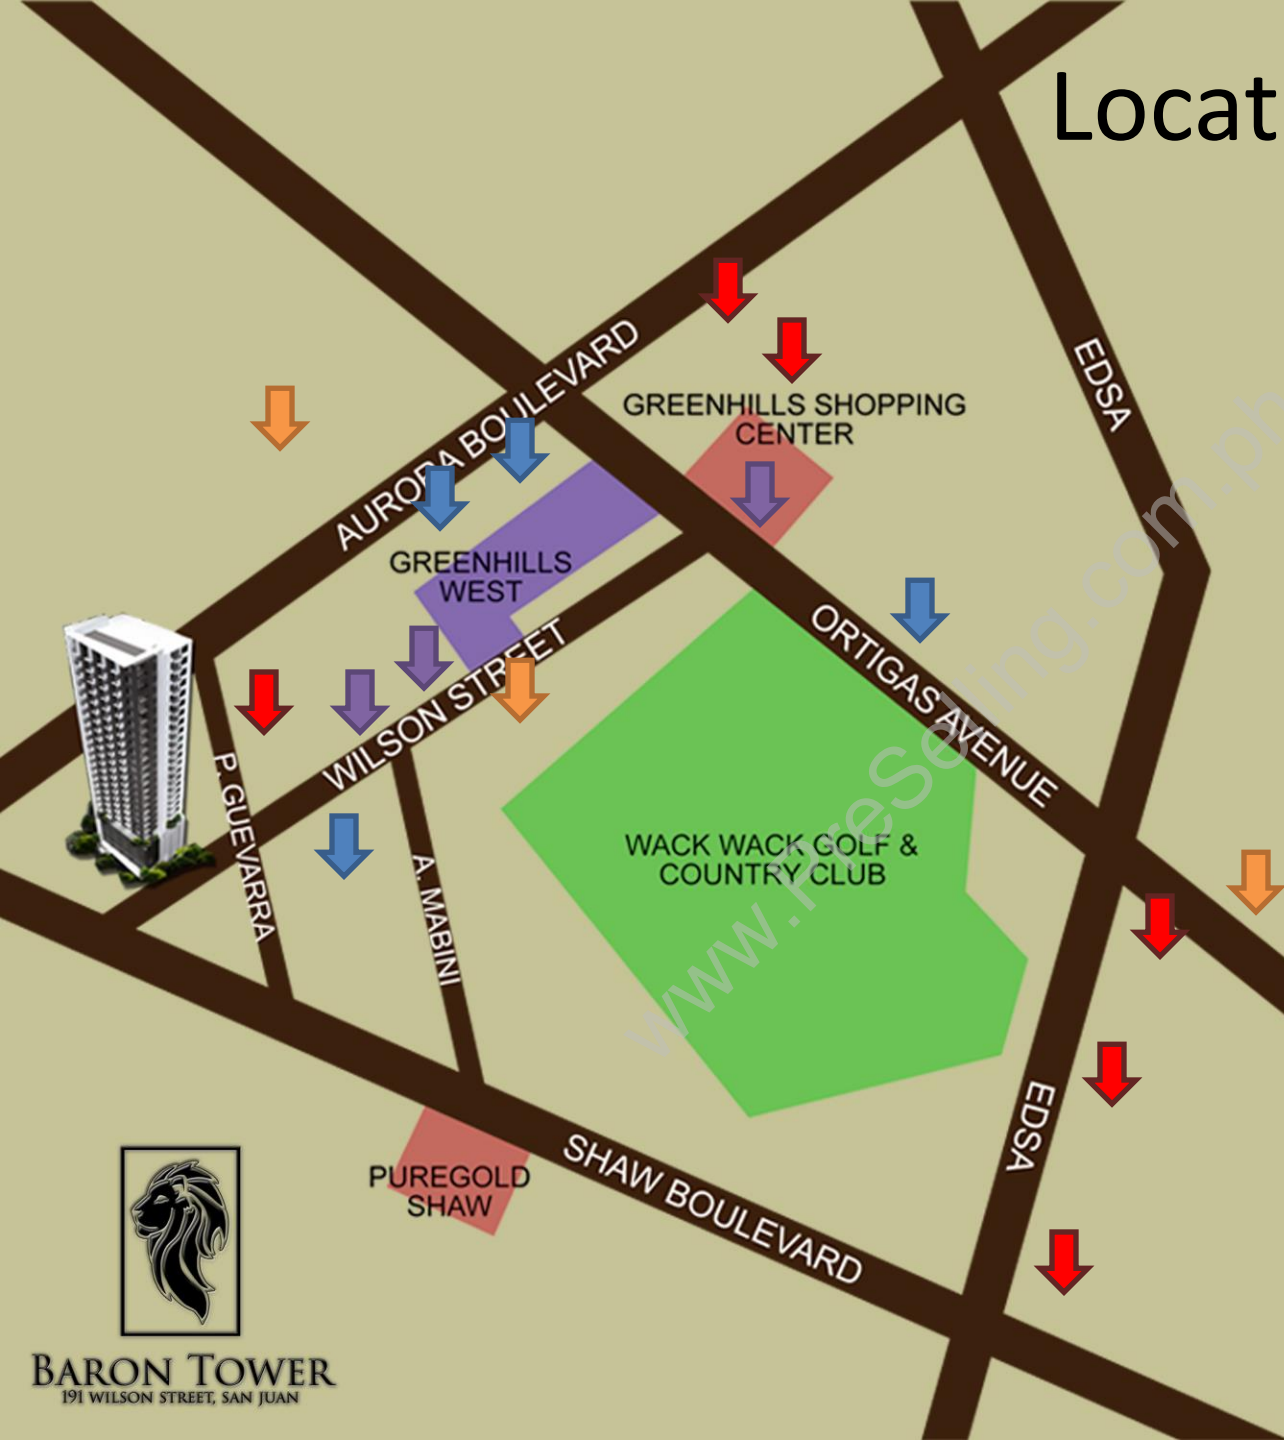 Locat
AURORA BOULEVARD
EDSA
GREENHILLS SHOPPING
CENTER
GREENHILLS
WEST
WILSON STREET
ORTIGAS AVENUE
P. GUEVARRA
A. MABINI
WACK WACK GOLF &
COUNTRY CLUB
www.PreSelling.com.ph
EDSA
PUREGOLD
SHAW
SHAW BOULEVARD
BARON TOWER
191 WILSON STREET, SAN JUAN